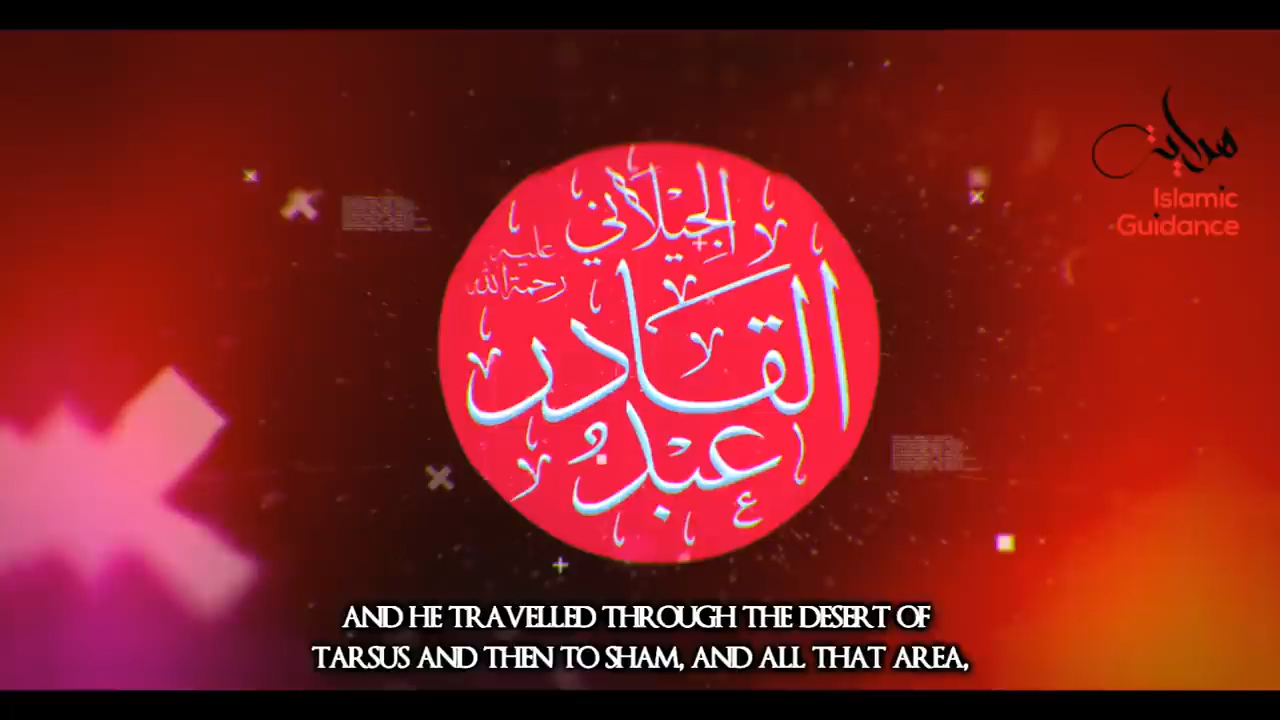 الجيلاني
عليه
رحمة الله
القادر
عبد
هداية
Islamic
Guidance
AND HE TRAVELLED THROUGH THE DESERT OF
TARSUS AND THEN TO SHAM, AND ALL THAT AREA,